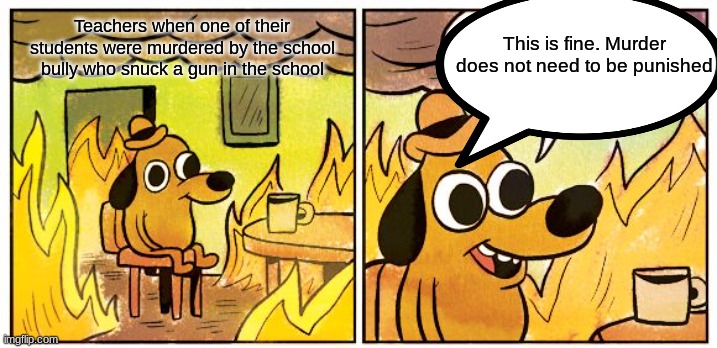 Teachers when one of their
students were murdered by the school
bully who snuck a gun in the school
This is fine. Murder
does not need to be punished
imgflip.com